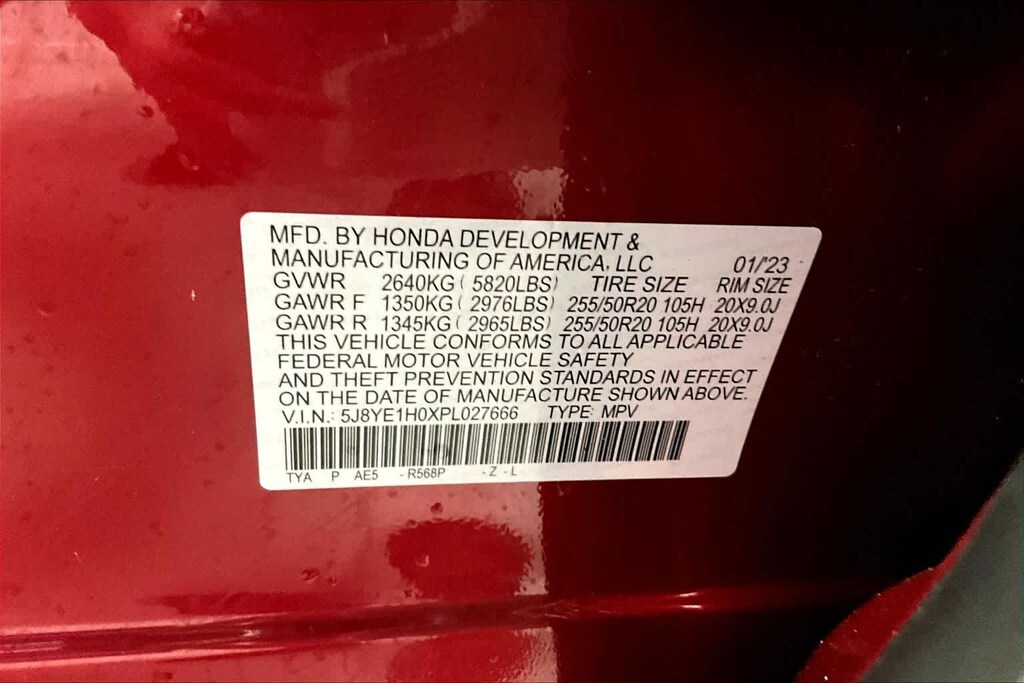 MFD. BY HONDA DEVELOPMENT &
MANUFACTURING OF AMERICA, LLC 01/'23
GVWR 2640KG ( 5820LBS) TIRE SIZE RIM SIZE
GAWR F 1350KG ( 2976LBS) 255/50R20 105H 20X9.0J
GAWR R 1345KG ( 2965LBS) 255/50R20 105H 20X9.0J
THIS VEHICLE CONFORMS TO ALL APPLICABLE
FEDERAL MOTOR VEHICLE SAFETY
AND THEFT PREVENTION STANDARDS IN EFFECT
ON THE DATE OF MANUFACTURE SHOWN ABOVE.
V.I.N.: 5J8YE1H0XPL027666 TYPE: MPV
TYA P AE5 -R568P -Z -L